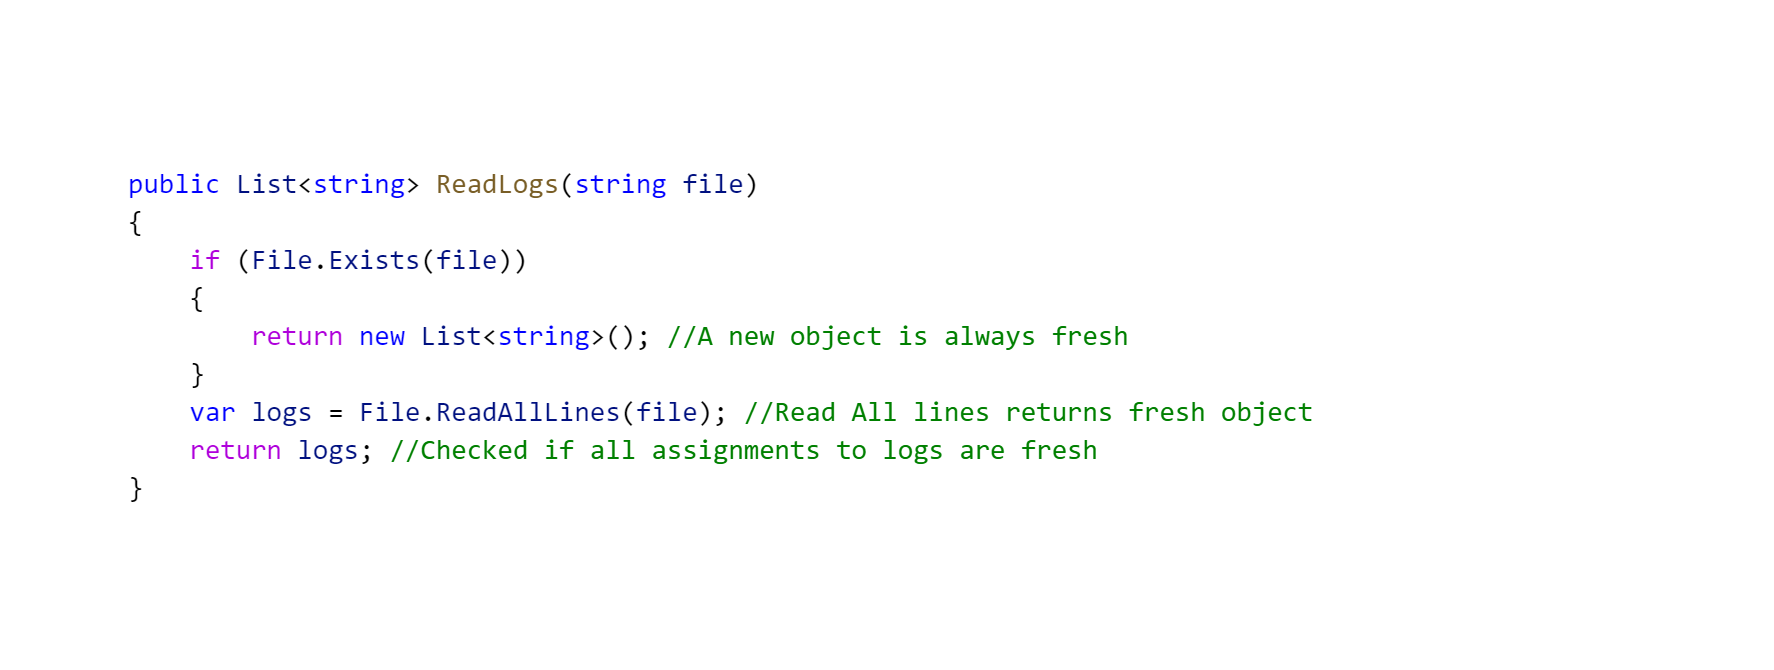 public List<string> ReadLogs(string file)
{
    if (File.Exists(file))
    {
        return new List<string>(); //A new object is always fresh
    }
    var logs = File.ReadAllLines(file); //Read All lines returns fresh object
    return logs; //Checked if all assignments to logs are fresh
}